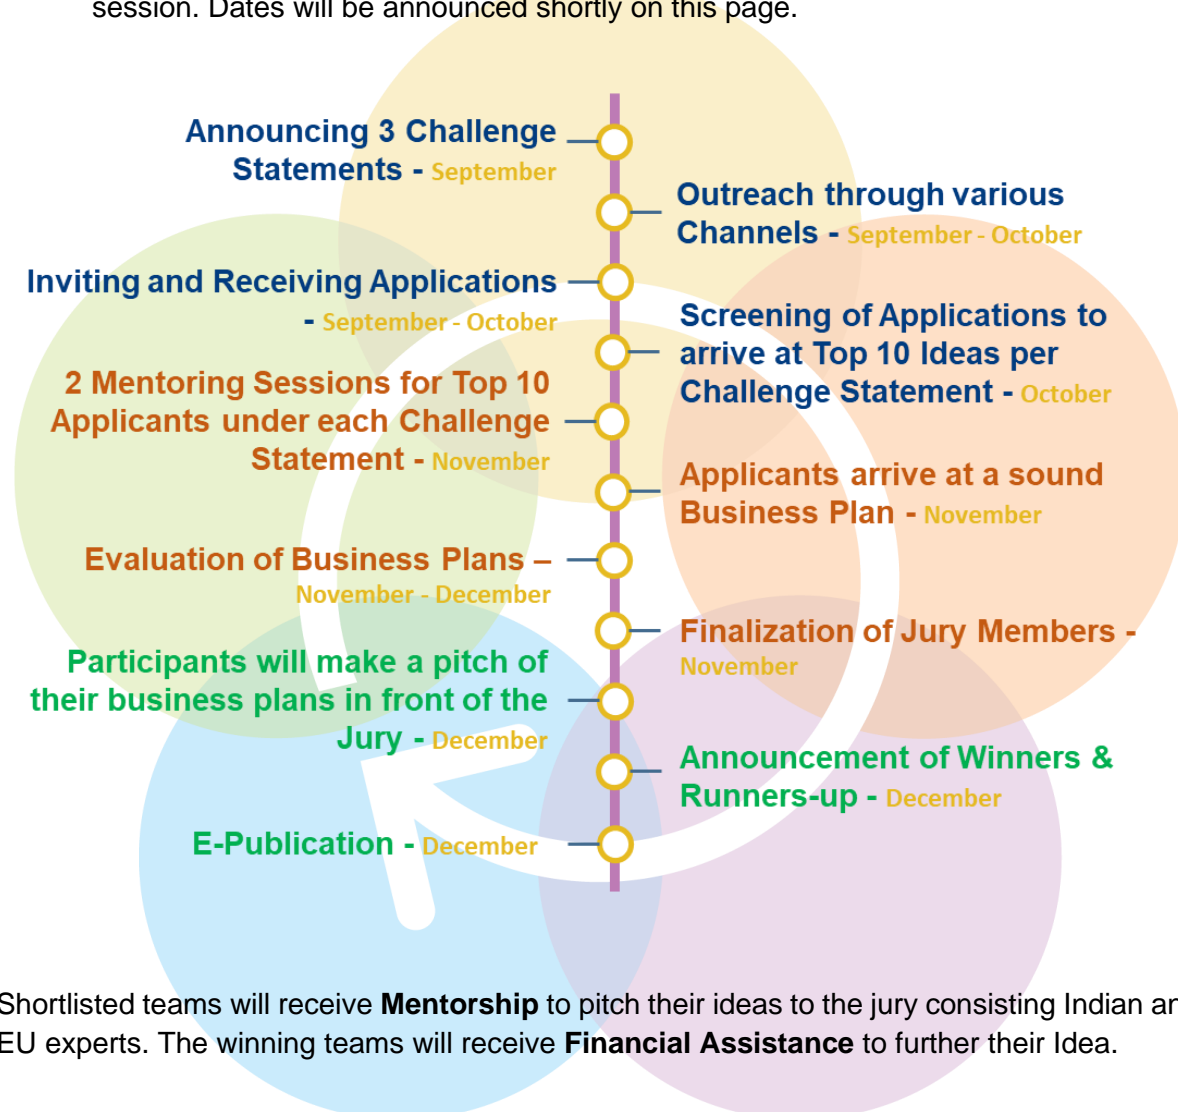 session. Dates will be announced shortly on this page.
Announcing 3 Challenge
Statements - September
Outreach through various
Channels - September - October
Inviting and Receiving Applications
- September - October
Screening of Applications to
arrive at Top 10 Ideas per
Challenge Statement - October
2 Mentoring Sessions for Top 10
Applicants under each Challenge
Statement - November
Applicants arrive at a sound
Business Plan - November
Evaluation of Business Plans –
November - December
Finalization of Jury Members -
November
Participants will make a pitch of
their business plans in front of the
Jury - December
Announcement of Winners &
Runners-up - December
E-Publication - December
Shortlisted teams will receive Mentorship to pitch their ideas to the jury consisting Indian an
EU experts. The winning teams will receive Financial Assistance to further their Idea.